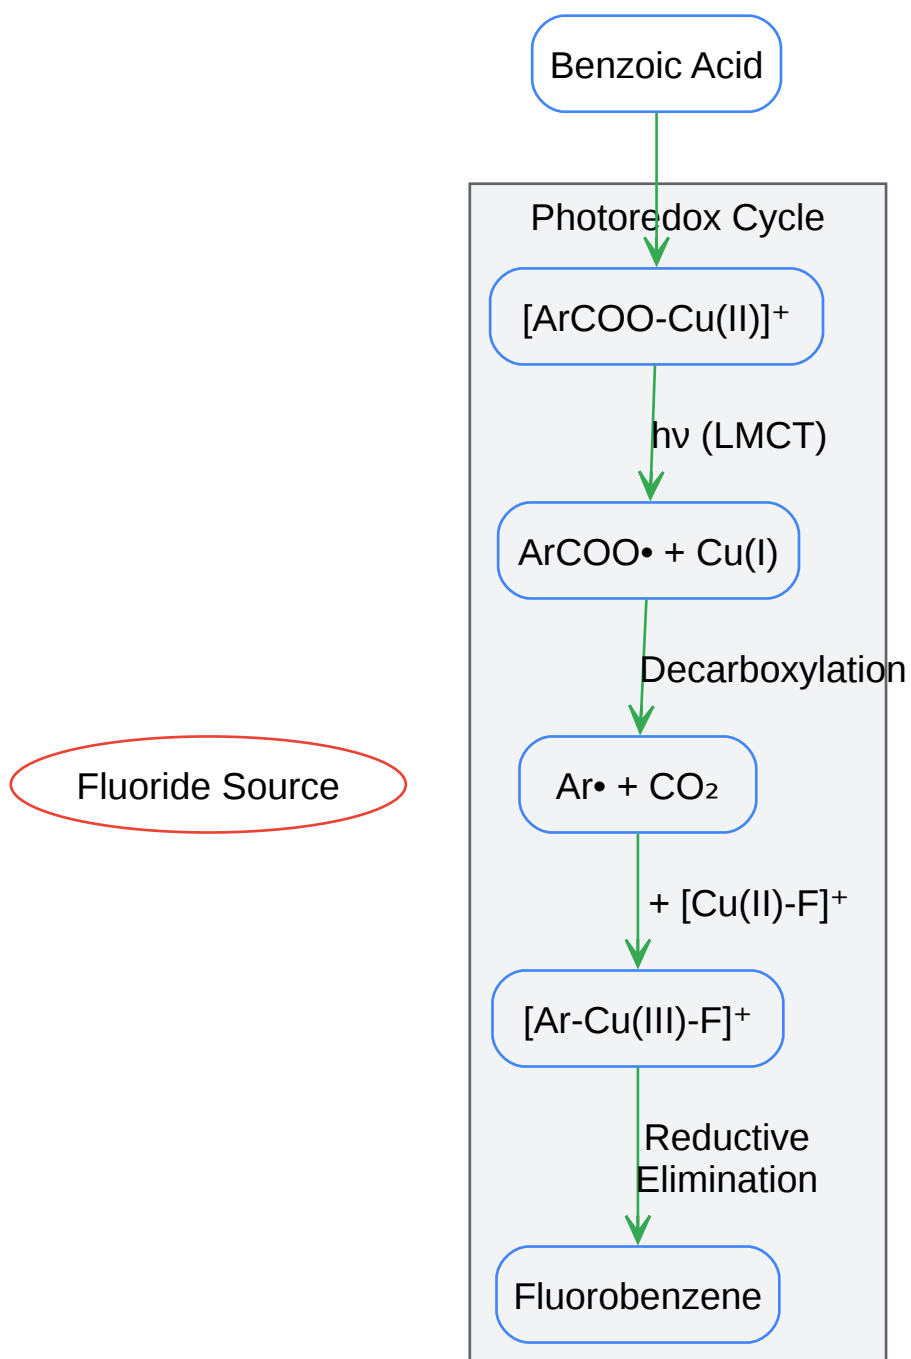 Benzoic Acid
Photoredox Cycle
[ArCOO-Cu(II)]⁺
hν (LMCT)
ArCOO• + Cu(I)
Decarboxylation
Fluoride Source
Ar• + CO₂
+ [Cu(II)-F]⁺
[Ar-Cu(III)-F]⁺
Reductive
Elimination
Fluorobenzene